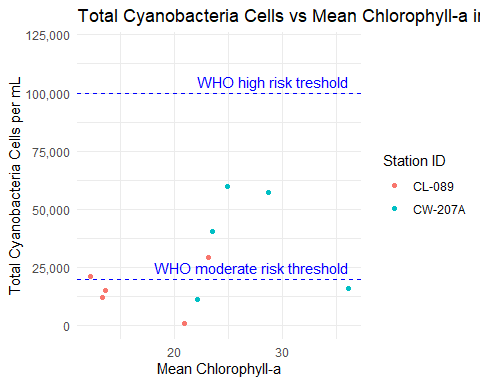 Total Cyanobacteria Cells vs Mean Chlorophyll-a i
125,000
100,000
75,000
50,000
25,000
0
Total Cyanobacteria Cells per mL
WHO high risk treshold
WHO moderate risk threshold
20
30
Mean Chlorophyll-a
Station ID
CL-089
CW-207A